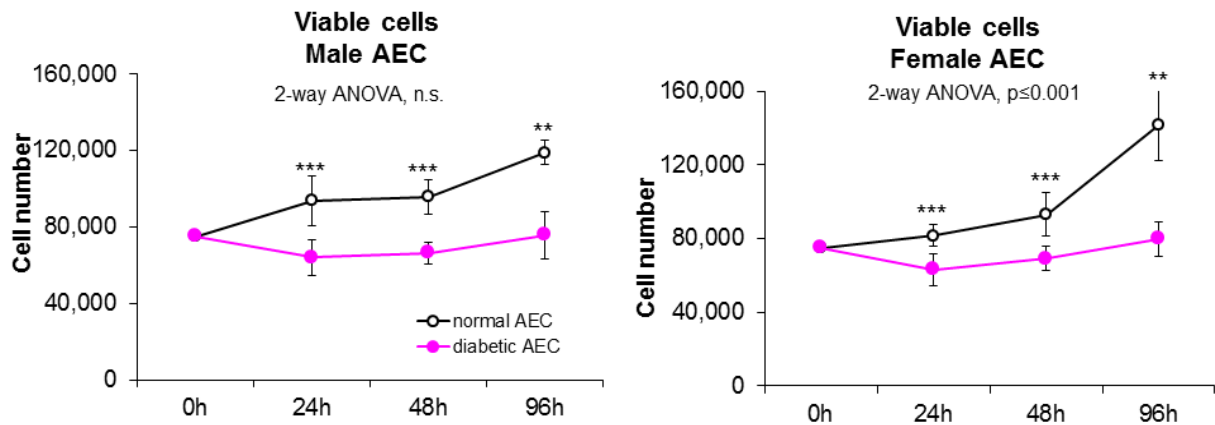 Viable cells
Male AEC
2-way ANOVA, n.s.
Cell number
160,000
120,000
80,000
40,000
0
***
***
**
normal AEC
diabetic AEC
0h
24h
48h
96h
Viable cells
Female AEC
2-way ANOVA, p≤0.001
Cell number
160,000
120,000
80,000
40,000
0
***
***
**
0h
24h
48h
96h